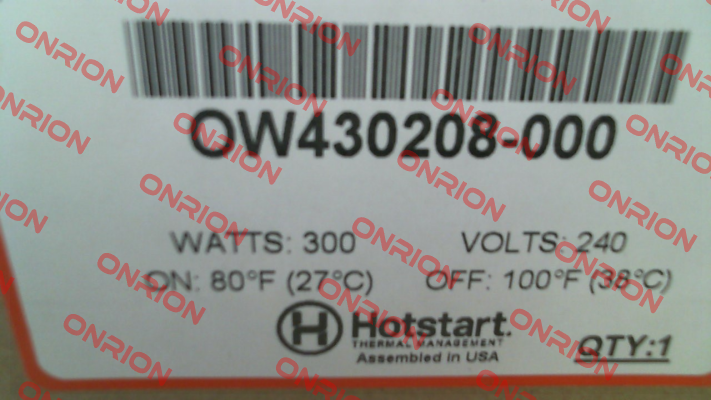 OW430208-000
WATTS: 300 VOLTS: 240
ON: 80°F (27°C) OFF: 100°F (38°C)
H Hotstart.
THERMAL MANAGEMENT
Assembled in USA
QTY:1
ONRION